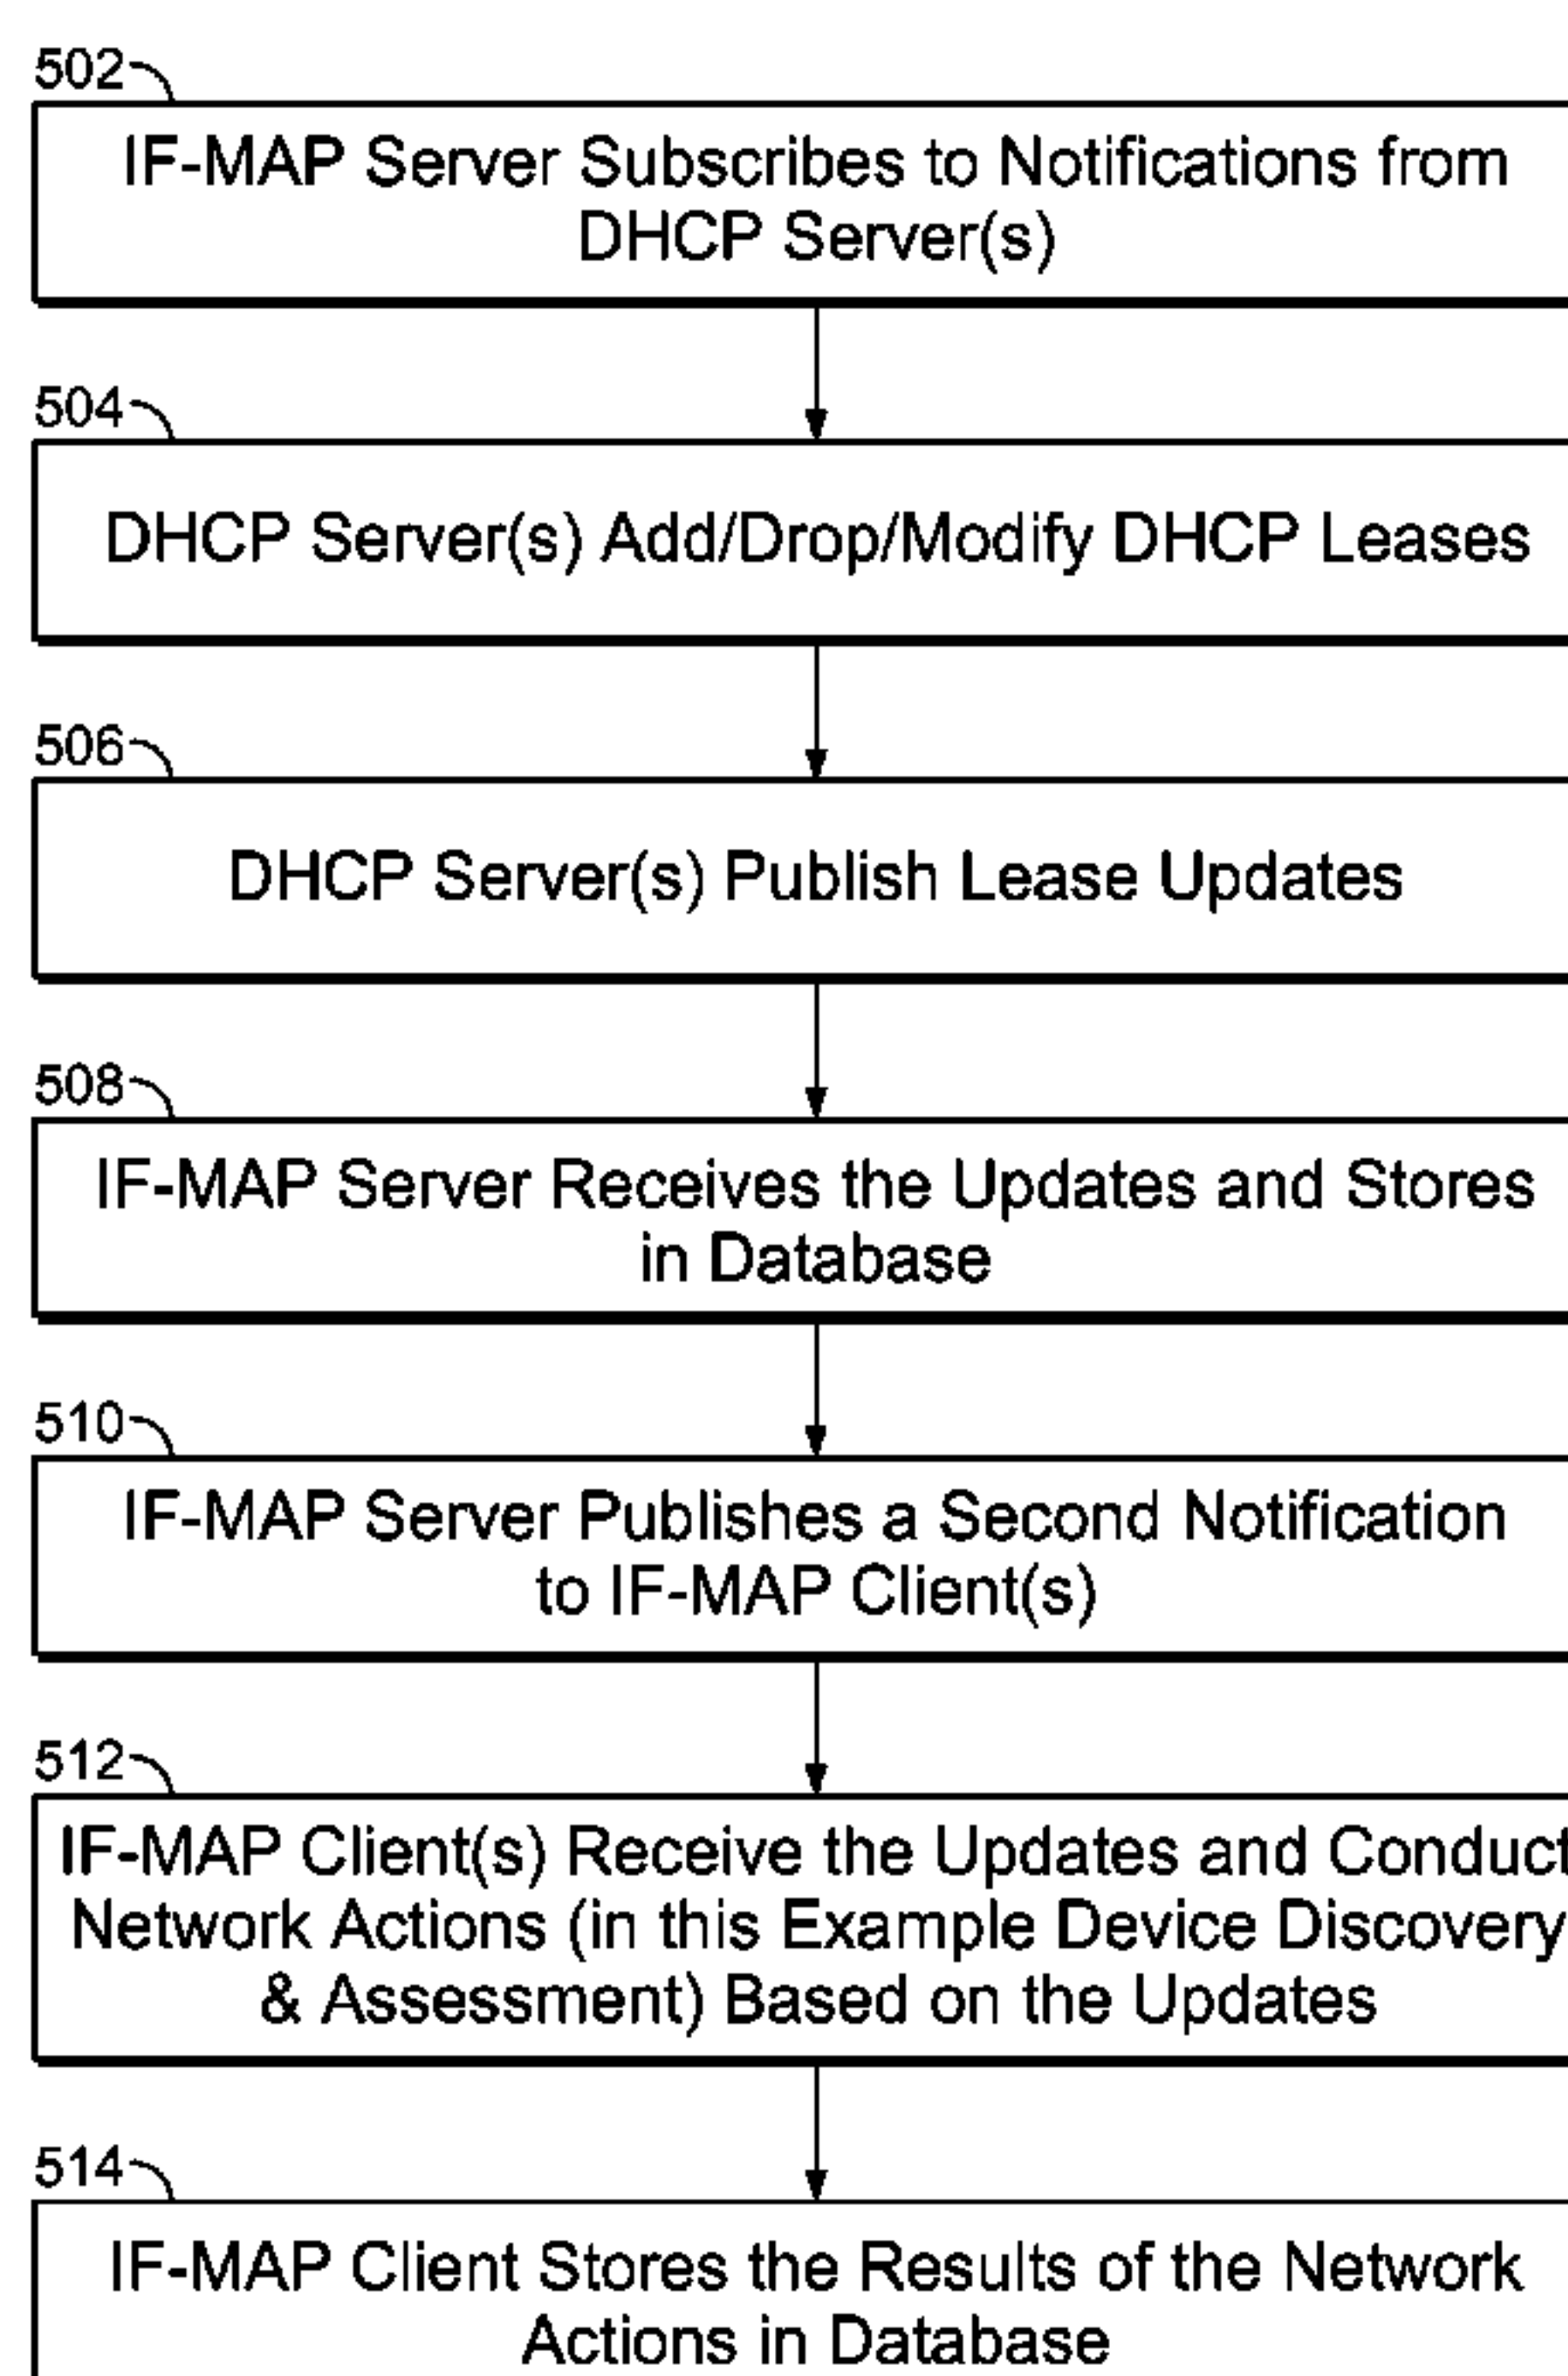 502
IF-MAP Server Subscribes to Notifications from
DHCP Server(s)
504
DHCP Server(s) Add/Drop/Modify DHCP Leases
506
DHCP Server(s) Publish Lease Updates
508
IF-MAP Server Receives the Updates and Stores
in Database
510
IF-MAP Server Publishes a Second Notification
to IF-MAP Client(s)
512
IF-MAP Client(s) Receive the Updates and Conduct
Network Actions (in this Example Device Discovery
& Assessment) Based on the Updates
514
IF-MAP Client Stores the Results of the Network
Actions in Database